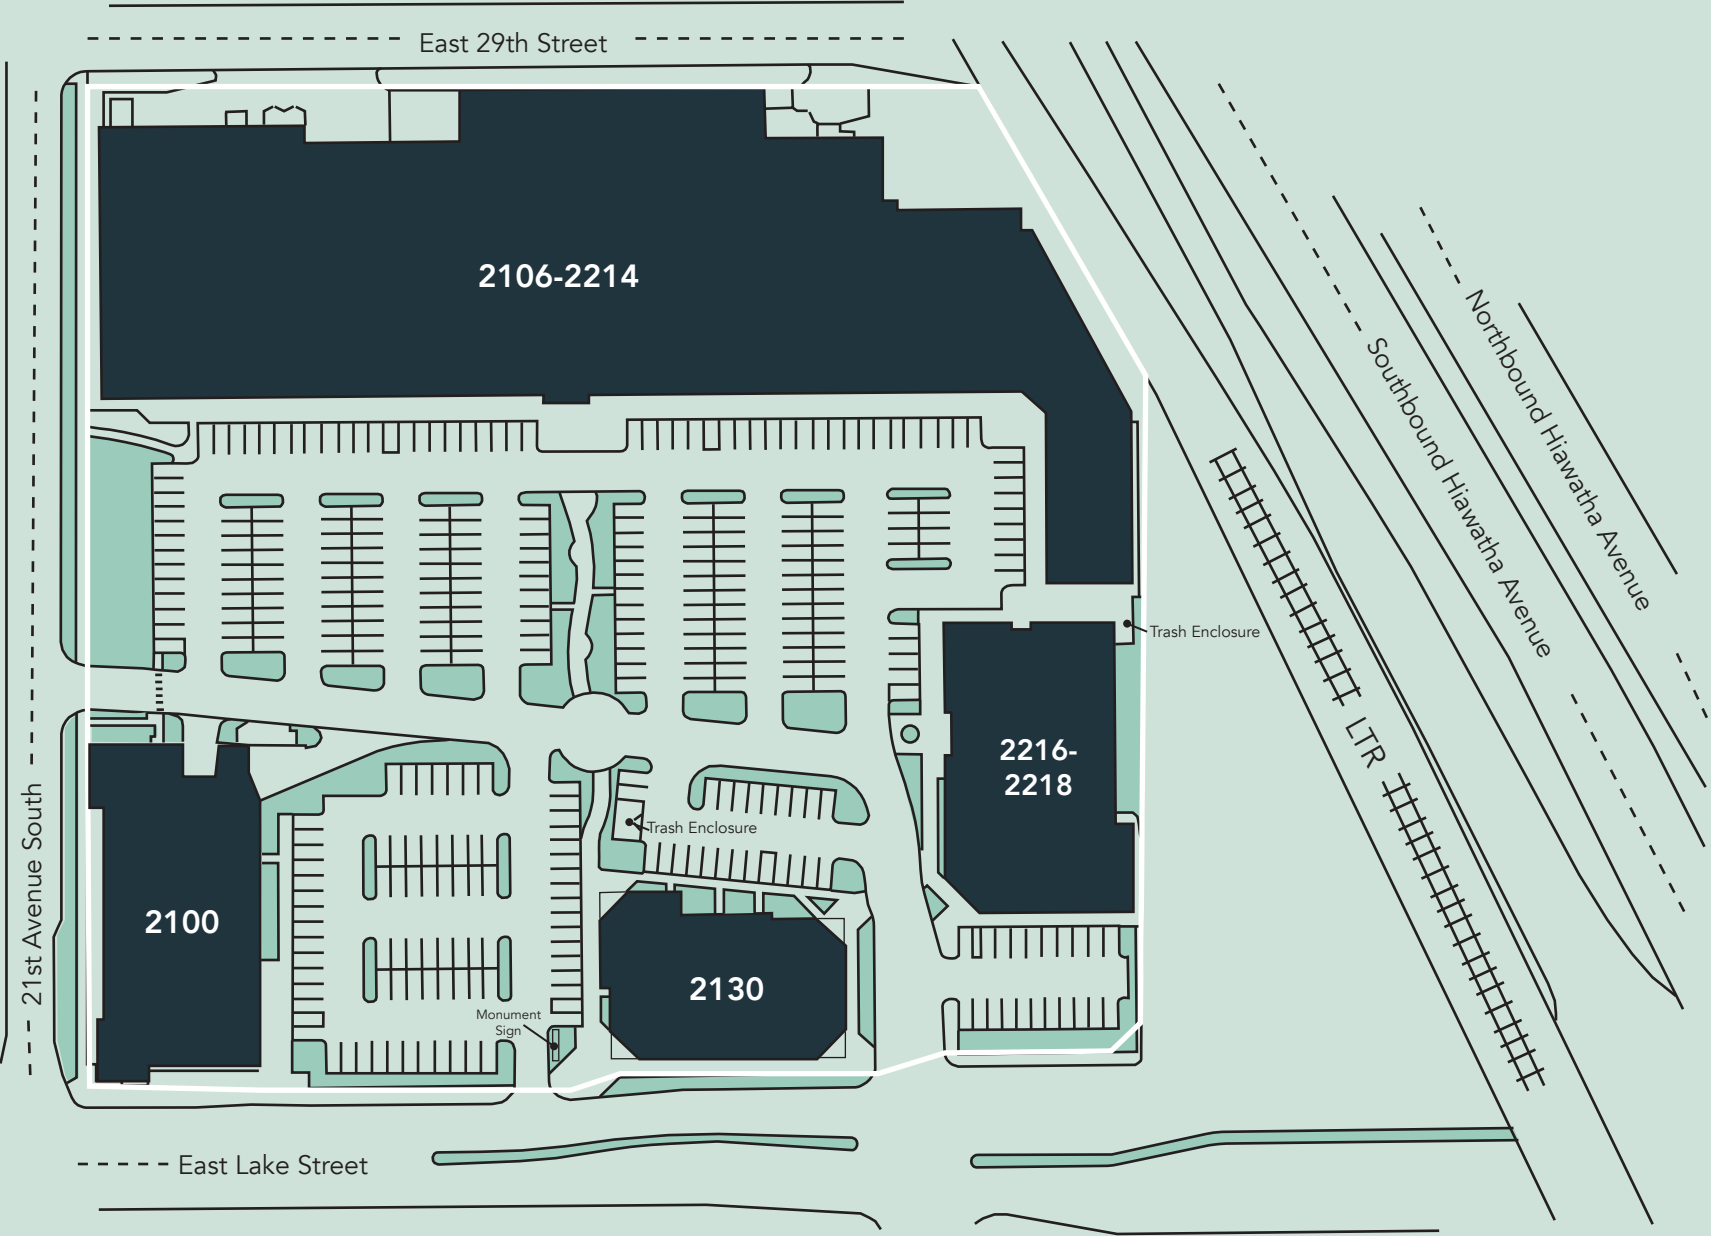 East 29th Street
2106-2214
Northbound Hiawatha Avenue
Southbound Hiawatha Avenue
Trash Enclosure
LTR
2216-
2218
Trash Enclosure
21st Avenue South
2100
2130
Monument
Sign
East Lake Street